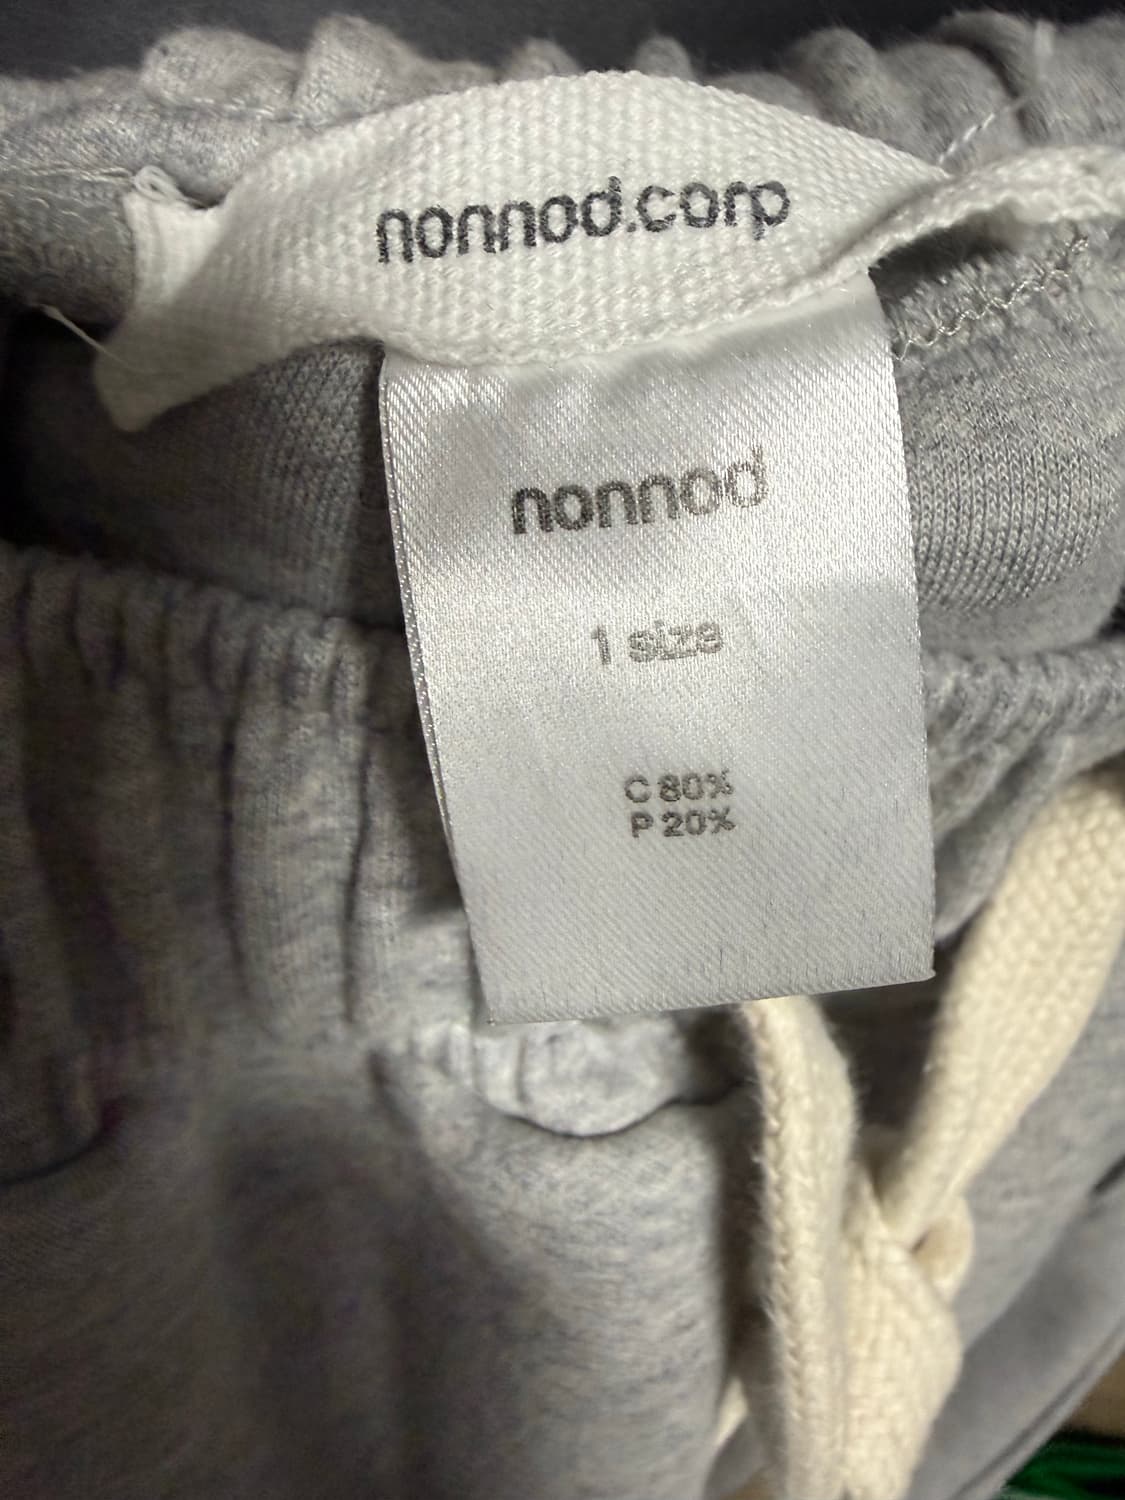 nonnod.corp
nonnod
1 size
C 80%
P 20%